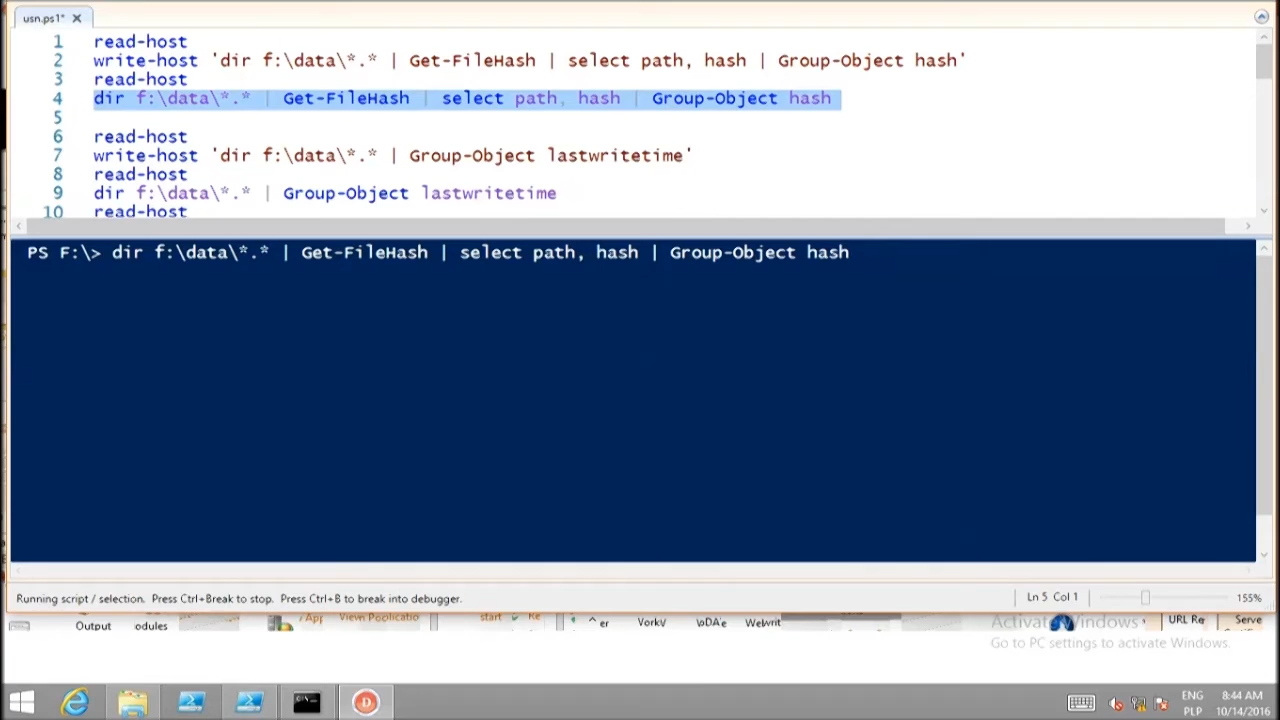 usn.ps1*
1 read-host
2 write-host 'dir f:\data\*.* | Get-FileHash | select path, hash | Group-Object hash'
3 read-host
4 dir f:\data\*.* | Get-FileHash | select path, hash | Group-Object hash
5
6 read-host
7 write-host 'dir f:\data\*.* | Group-Object lastwritetime'
8 read-host
9 dir f:\data\*.* | Group-Object lastwritetime
10 read-host
PS F:\> dir f:\data\*.* | Get-FileHash | select path, hash | Group-Object hash
Running script / selection. Press Ctrl+Break to stop. Press Ctrl+B to break into debugger.
Ln 5 Col 1
155%
Output
odules
start
Activate Windows
Go to PC settings to activate Windows.
URL Re
Serve
ENG
PLP
8:44 AM
10/14/2016